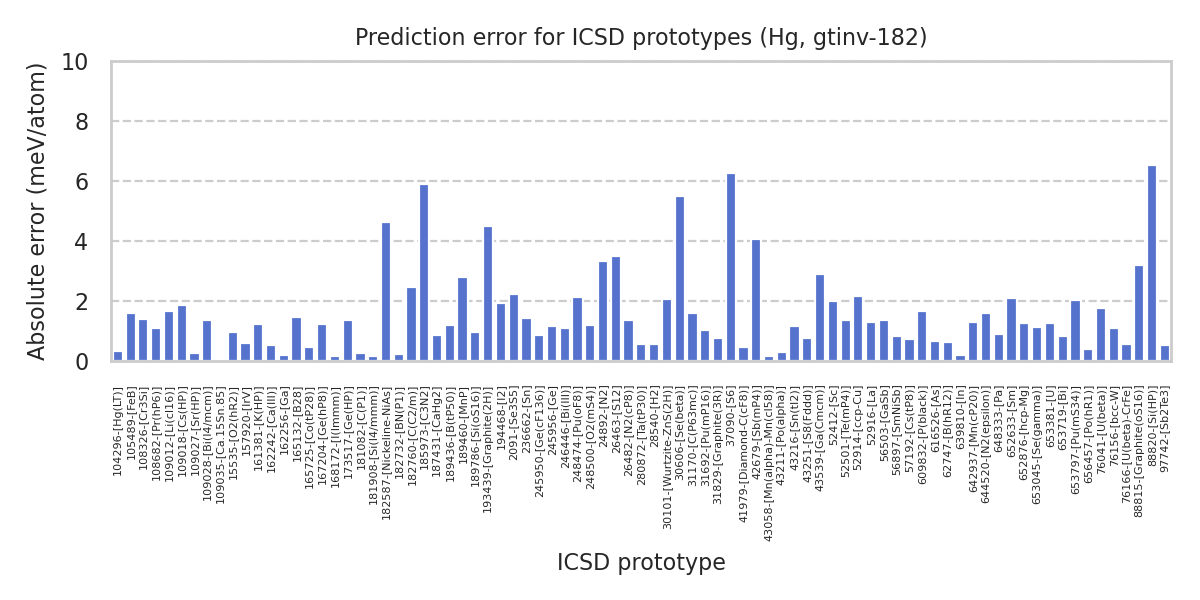 Prediction error for ICSD prototypes (Hg, gtinv-182)
Absolute error (meV/atom)
10
8
6
4
2
0
104296-[Hg(LT)]
105489-[FeB]
108326-[Cr3Si]
108682-[Pr(hP6)]
109012-[Li(cI16)]
109018-[Cs(HP)]
109027-[Sr(HP)]
109028-[Bi(I4/mcm)]
109035-[Ca.15Sn.85]
15535-[O2(hR2)]
157920-[IrV]
161381-[K(HP)]
162242-[Ca(III)]
162256-[Ga]
165132-[B28]
165725-[Co(tP28)]
167204-[Ge(hP8)]
168172-[I(Immm)]
173517-[Ge(HP)]
181082-[C(P1)]
181908-[Si(I4/mmm)]
182587-[Nickeline-NiAs]
182732-[BN(P1)]
182760-[C(C2/m)]
185973-[C3N2]
187431-[CaHg2]
189436-[B(tP50)]
189460-[MnP]
189786-[Si(oS16)]
193439-[Graphite(2H)]
194468-[I2]
2091-[Se3S5]
236662-[Sn]
245950-[Ge(cF136)]
245956-[Ge]
246446-[Bi(III)]
248474-[Pu(oF8)]
248500-[O2(mS4)]
24892-[N2]
26463-[S12]
26482-[N2(cP8)]
280872-[Ta(tP30)]
28540-[H2]
30101-[Wurtzite-ZnS(2H)]
30606-[Se(beta)]
31170-[C(P63mc)]
31692-[Pu(mP16)]
31829-[Graphite(3R)]
37090-[S6]
41979-[Diamond-C(cF8)]
42679-[Sb(mP4)]
43058-[Mn(alpha)-Mn(cI58)]
43211-[Po(alpha)]
43216-[Sn(tI2)]
43251-[S8(Fddd)]
43539-[Ga(Cmcm)]
52412-[Sc]
52501-[Te(mP4)]
52914-[ccp-Cu]
52916-[La]
56503-[GaSb]
56897-[SmNiSb]
57192-[Cs(tP8)]
609832-[P(black)]
616526-[As]
62747-[B(hR12)]
639810-[In]
642937-[Mn(cP20)]
644520-[N2(epsilon)]
648333-[Pa]
652633-[Sm]
652876-[hcp-Mg]
653045-[Se(gamma)]
653381-[U]
653719-[Bi]
653797-[Pu(mS34)]
656457-[Po(hR1)]
76041-[U(beta)]
76156-[bcc-W]
76166-[U(beta)-CrFe]
88815-[Graphite(oS16)]
88820-[Si(HP)]
97742-[Sb2Te3]
ICSD prototype